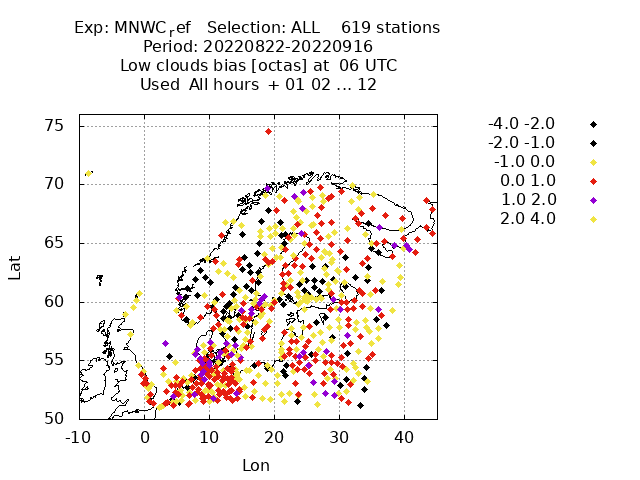 Exp: MNWCref   Selection: ALL    619 stations
Period: 20220822-20220916
Low clouds bias [octas] at  06 UTC
Used  All hours  + 01 02 ... 12
-4.0 -2.0
-2.0 -1.0
-1.0 0.0
0.0 1.0
1.0 2.0
2.0 4.0
75
70
65
60
55
50
Lat
-10 0 10 20 30 40
Lon